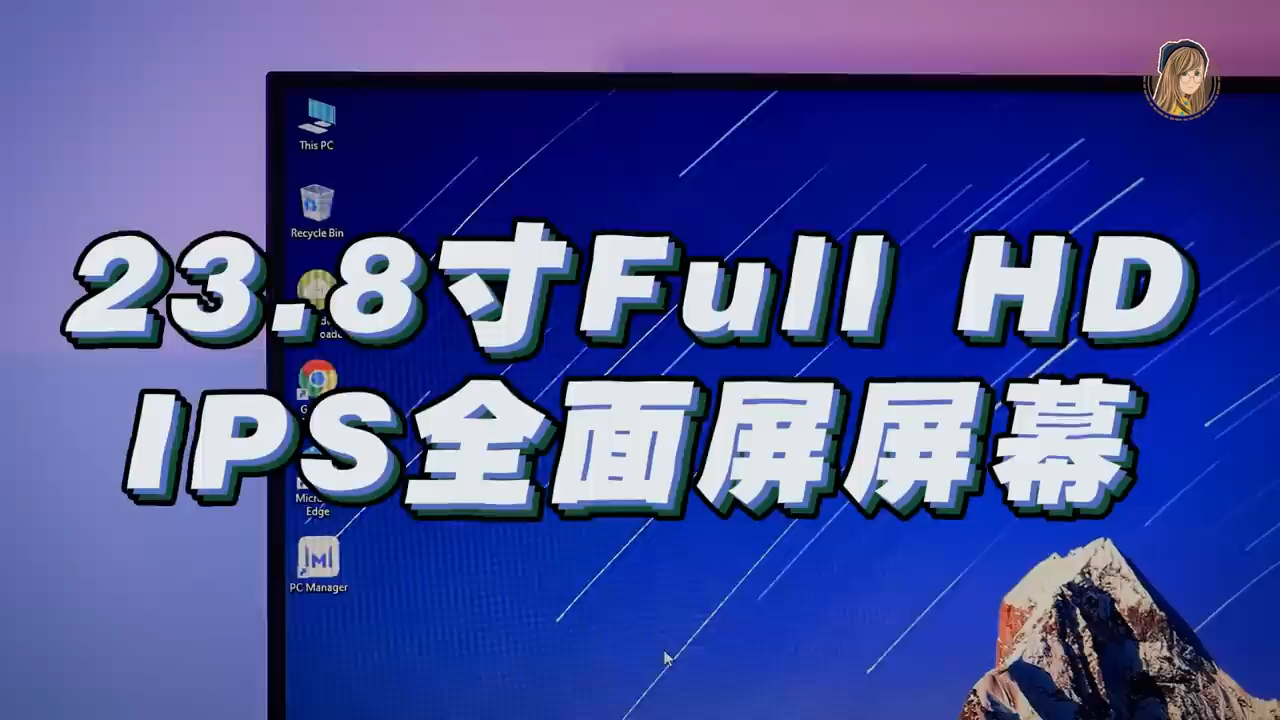 This PC
Recycle Bin
23.8寸Full HD
IPS全面屏屏幕
Edge
PC Manager